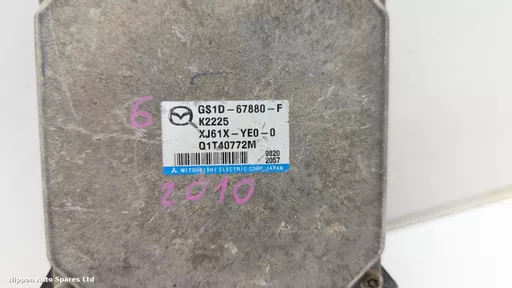 6
GS1D-67880-F
K2225
XJ61X-YE0-0
Q1T40772M
9820
2057
MITSUBISHI ELECTRIC CORP. JAPAN
2010
Nippon Auto Spares Ltd